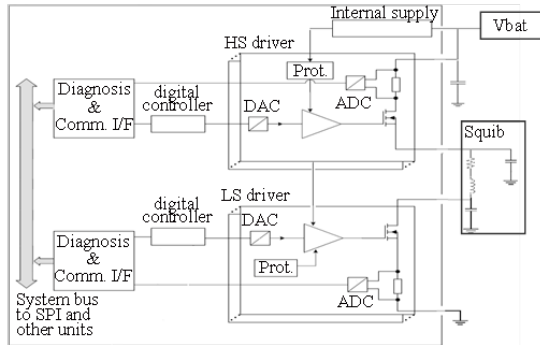 Internal supply
Vbat
HS driver
Prot.
Diagnosis
&
Comm. I/F
digital
controller
DAC
ADC
Squib
LS driver
digital
controller
DAC
Diagnosis
&
Comm. I/F
Prot.
ADC
System bus
to SPI and
other units